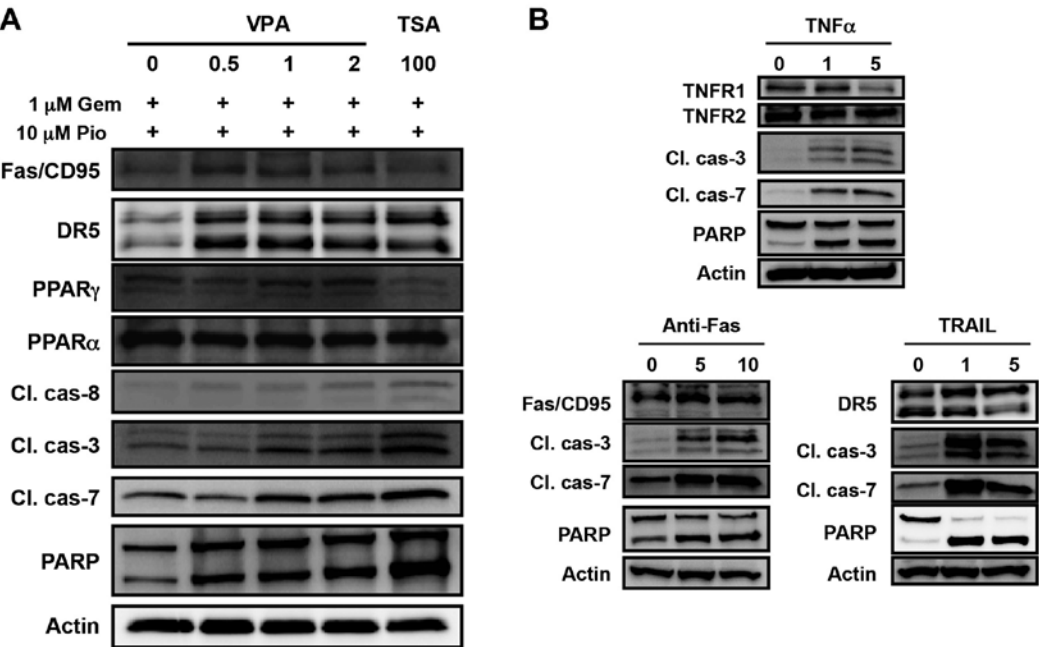 A
VPA TSA
0 0.5 1 2 100
1 μM Gem + + + + +
10 μM Pio + + + + +
Fas/CD95
DR5
PPARγ
PPARα
Cl. cas-8
Cl. cas-3
Cl. cas-7
PARP
Actin
B
TNFα
0 1 5
TNFR1
TNFR2
Cl. cas-3
Cl. cas-7
PARP
Actin
Anti-Fas
0 5 10
Fas/CD95
Cl. cas-3
Cl. cas-7
PARP
Actin
TRAIL
0 1 5
DR5
Cl. cas-3
Cl. cas-7
PARP
Actin